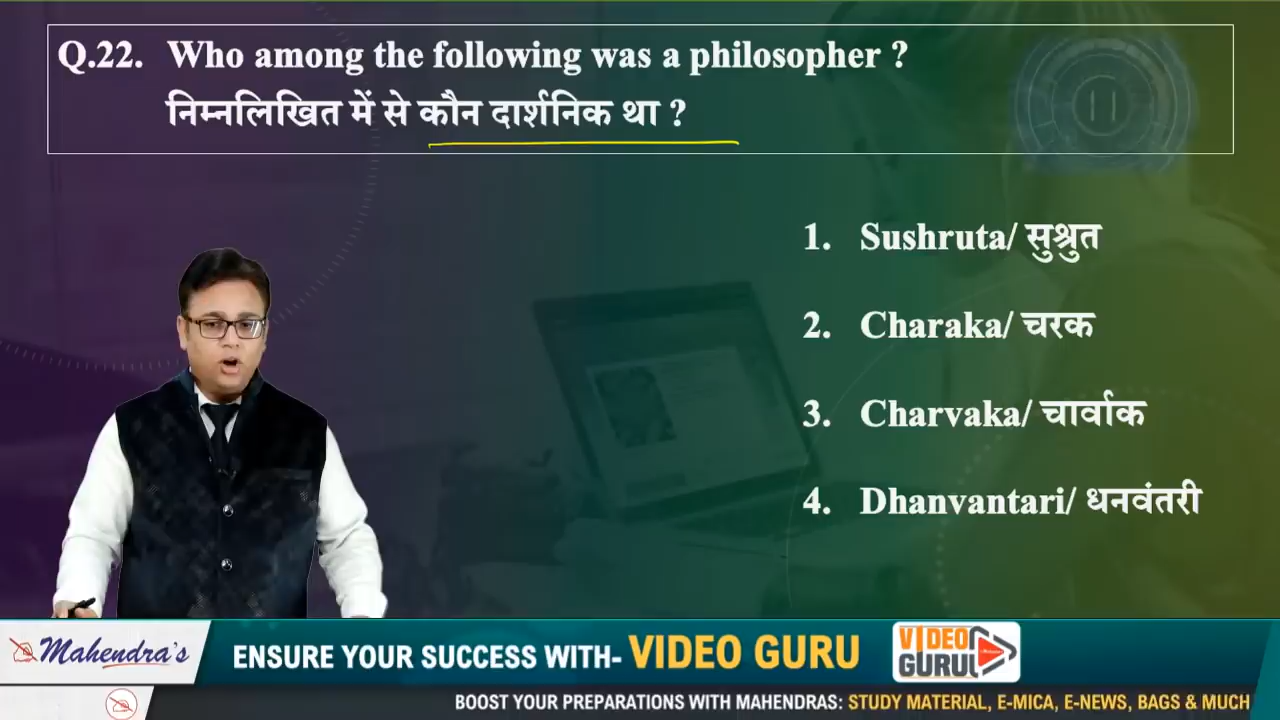 Q.22. Who among the following was a philosopher ?
निम्नलिखित में से कौन दार्शनिक था ?
11
1. Sushruta/ सुश्रुत
2. Charaka/ चरक
3. Charvaka/ चार्वाक
4. Dhanvantari/ धनवंतरी
Mahendra's
ENSURE YOUR SUCCESS WITH- VIDEO GURU
VIDEO
GURU
BOOST YOUR PREPARATIONS WITH MAHENDRAS: STUDY MATERIAL, E-MICA, E-NEWS, BAGS & MUCH